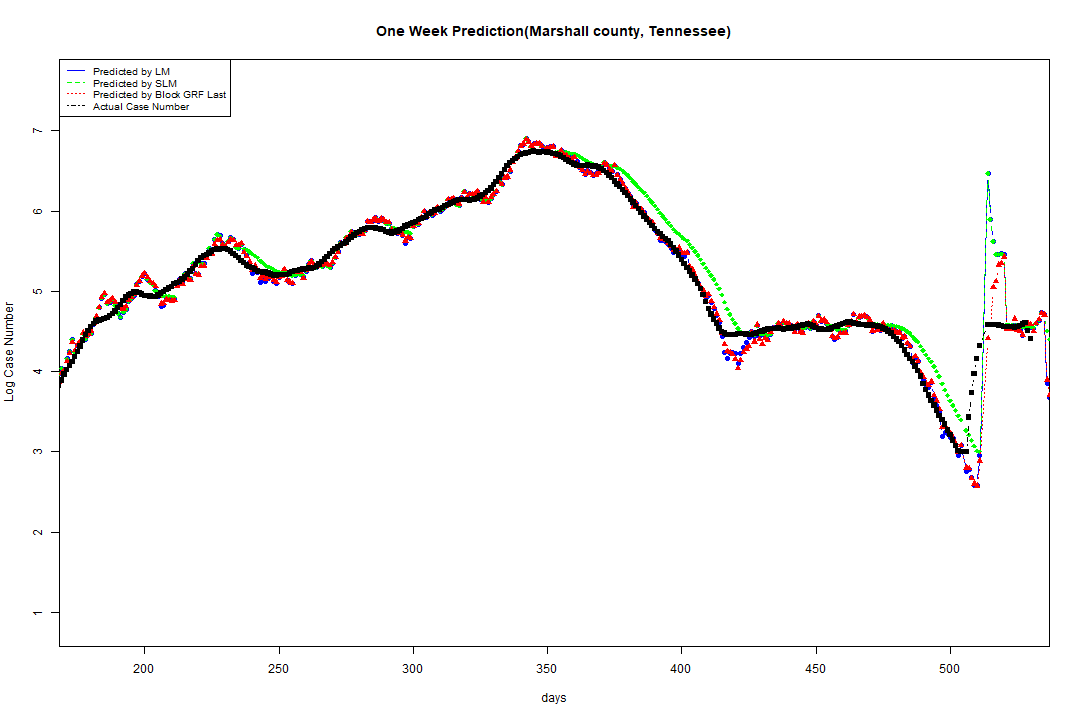 One Week Prediction(Marshall county, Tennessee)
Predicted by LM
Predicted by SLM
Predicted by Block GRF Last
Actual Case Number
7
6
5
4
3
2
1
Log Case Number
200 250 300 350 400 450 500
days